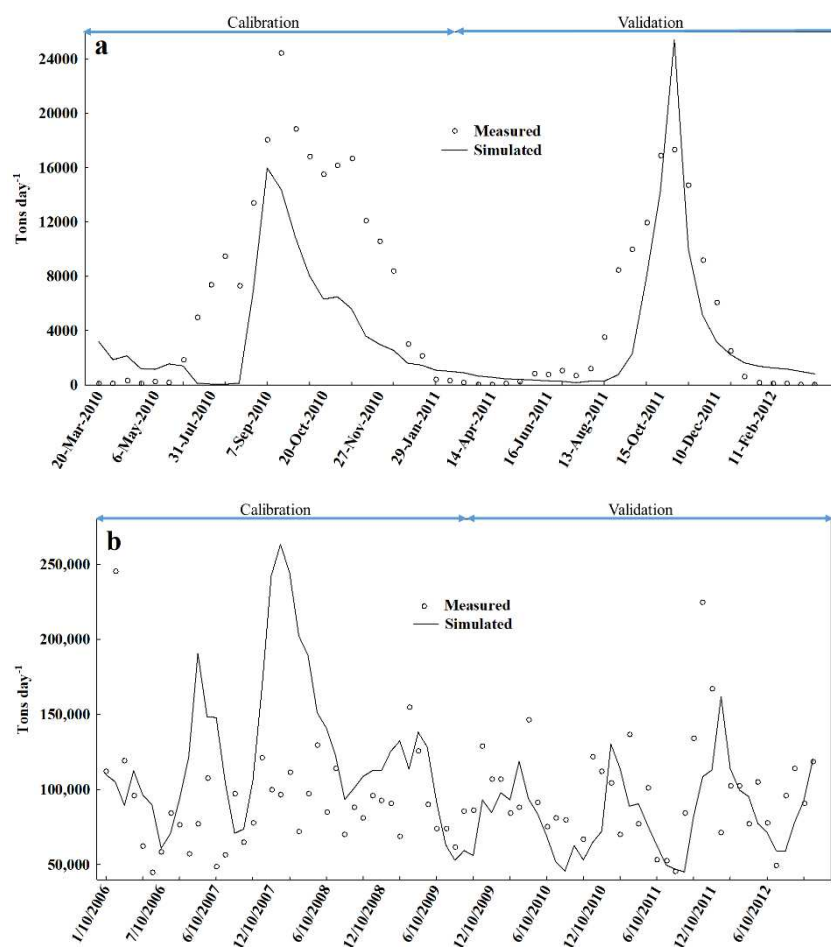 Calibration
Validation
a
24000
20000
16000
12000
8000
4000
0
Tons day⁻¹
Measured
Simulated
20-Mar-2010
6-May-2010
31-Jul-2010
7-Sep-2010
20-Oct-2010
27-Nov-2010
29-Jan-2011
14-Apr-2011
16-Jun-2011
13-Aug-2011
15-Oct-2011
10-Dec-2011
11-Feb-2012
Calibration
Validation
b
250,000
200,000
150,000
100,000
50,000
Tons day⁻¹
Measured
Simulated
1/10/2006
7/10/2006
6/10/2007
12/10/2007
6/10/2008
12/10/2008
6/10/2009
12/10/2009
6/10/2010
12/10/2010
6/10/2011
12/10/2011
6/10/2012